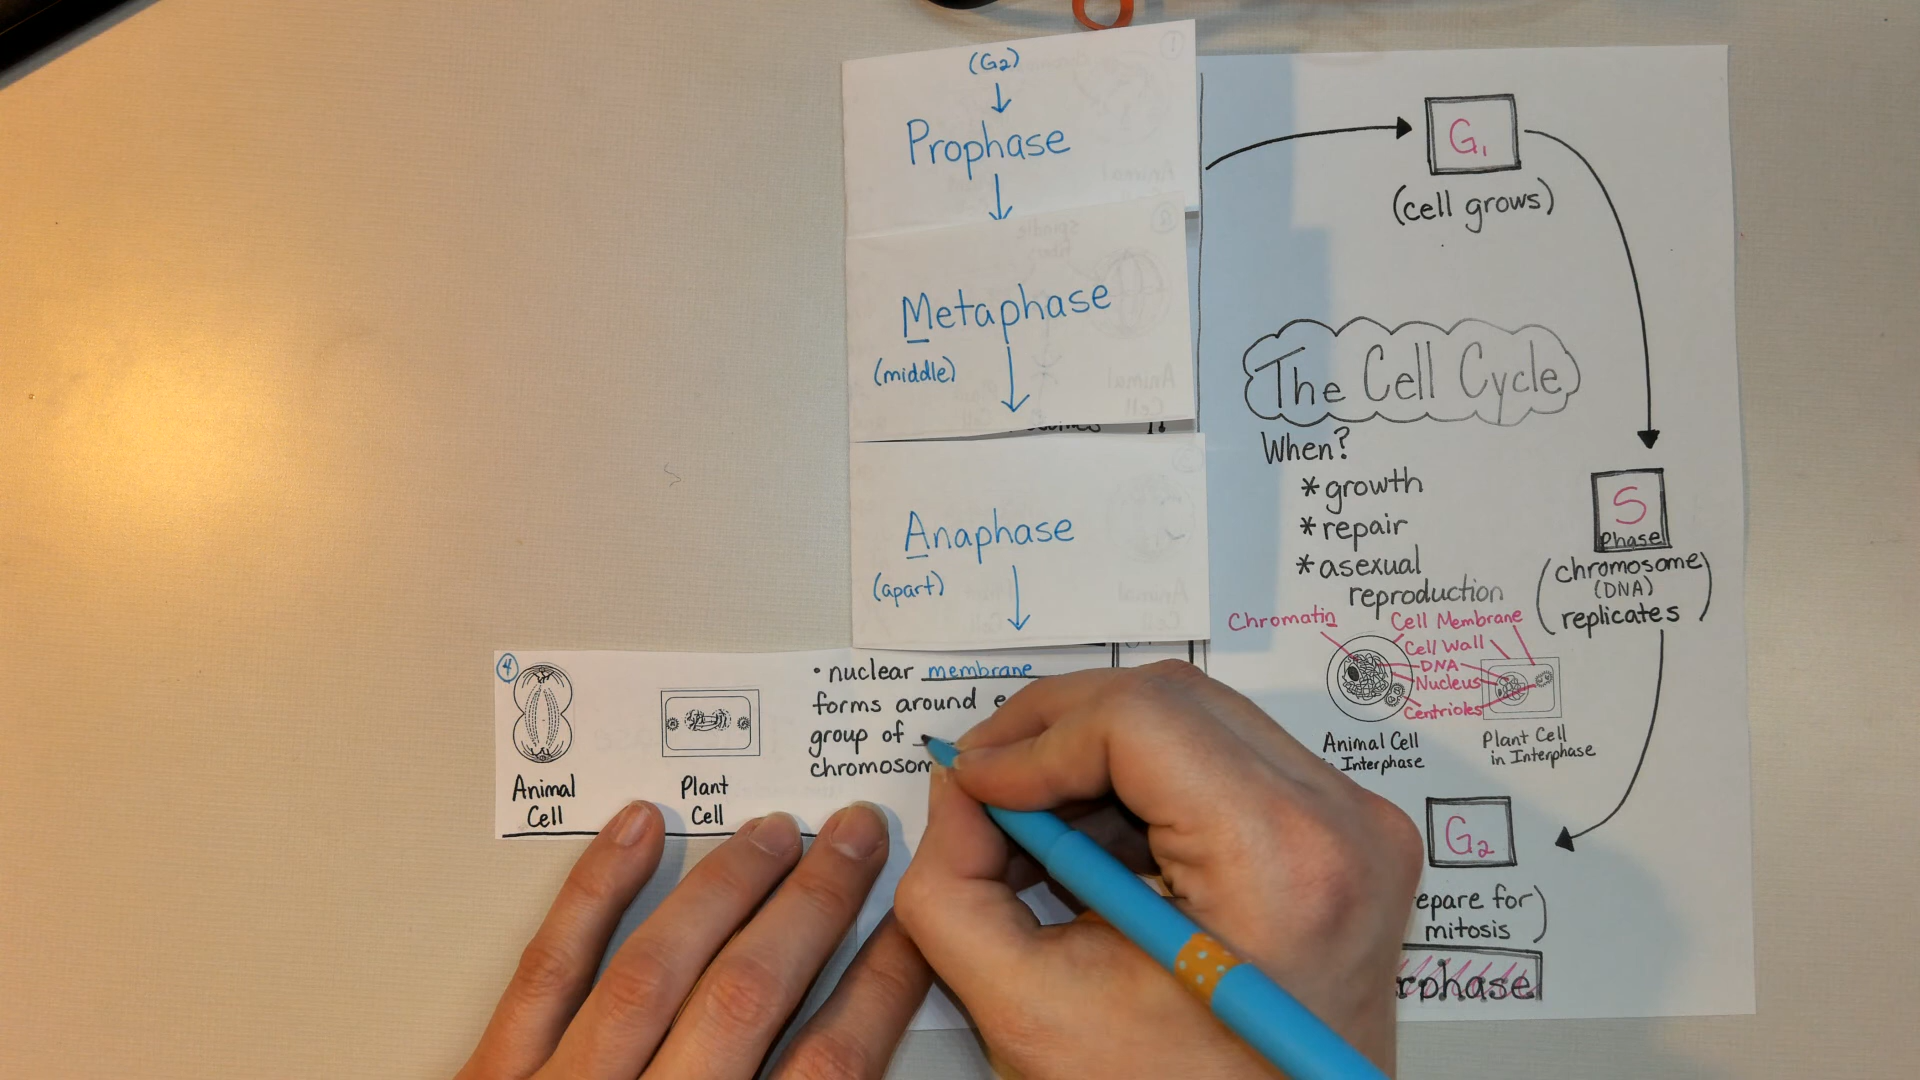 (G2)
Prophase
Metaphase
(middle)
Anaphase
(apart)
4
• nuclear membrane
forms around
group of
Animal
Cell
Plant
Cell
G1
(cell grows)
The Cell Cycle
When?
* growth
* repair
* asexual
reproduction
S
Phase
(chromosome
(DNA)
replicates)
Chromatin
Cell Membrane
Cell Wall
DNA
Nucleus
Centrioles
Animal Cell
Interphase
Plant Cell
in Interphase
G2
for
mitosis)